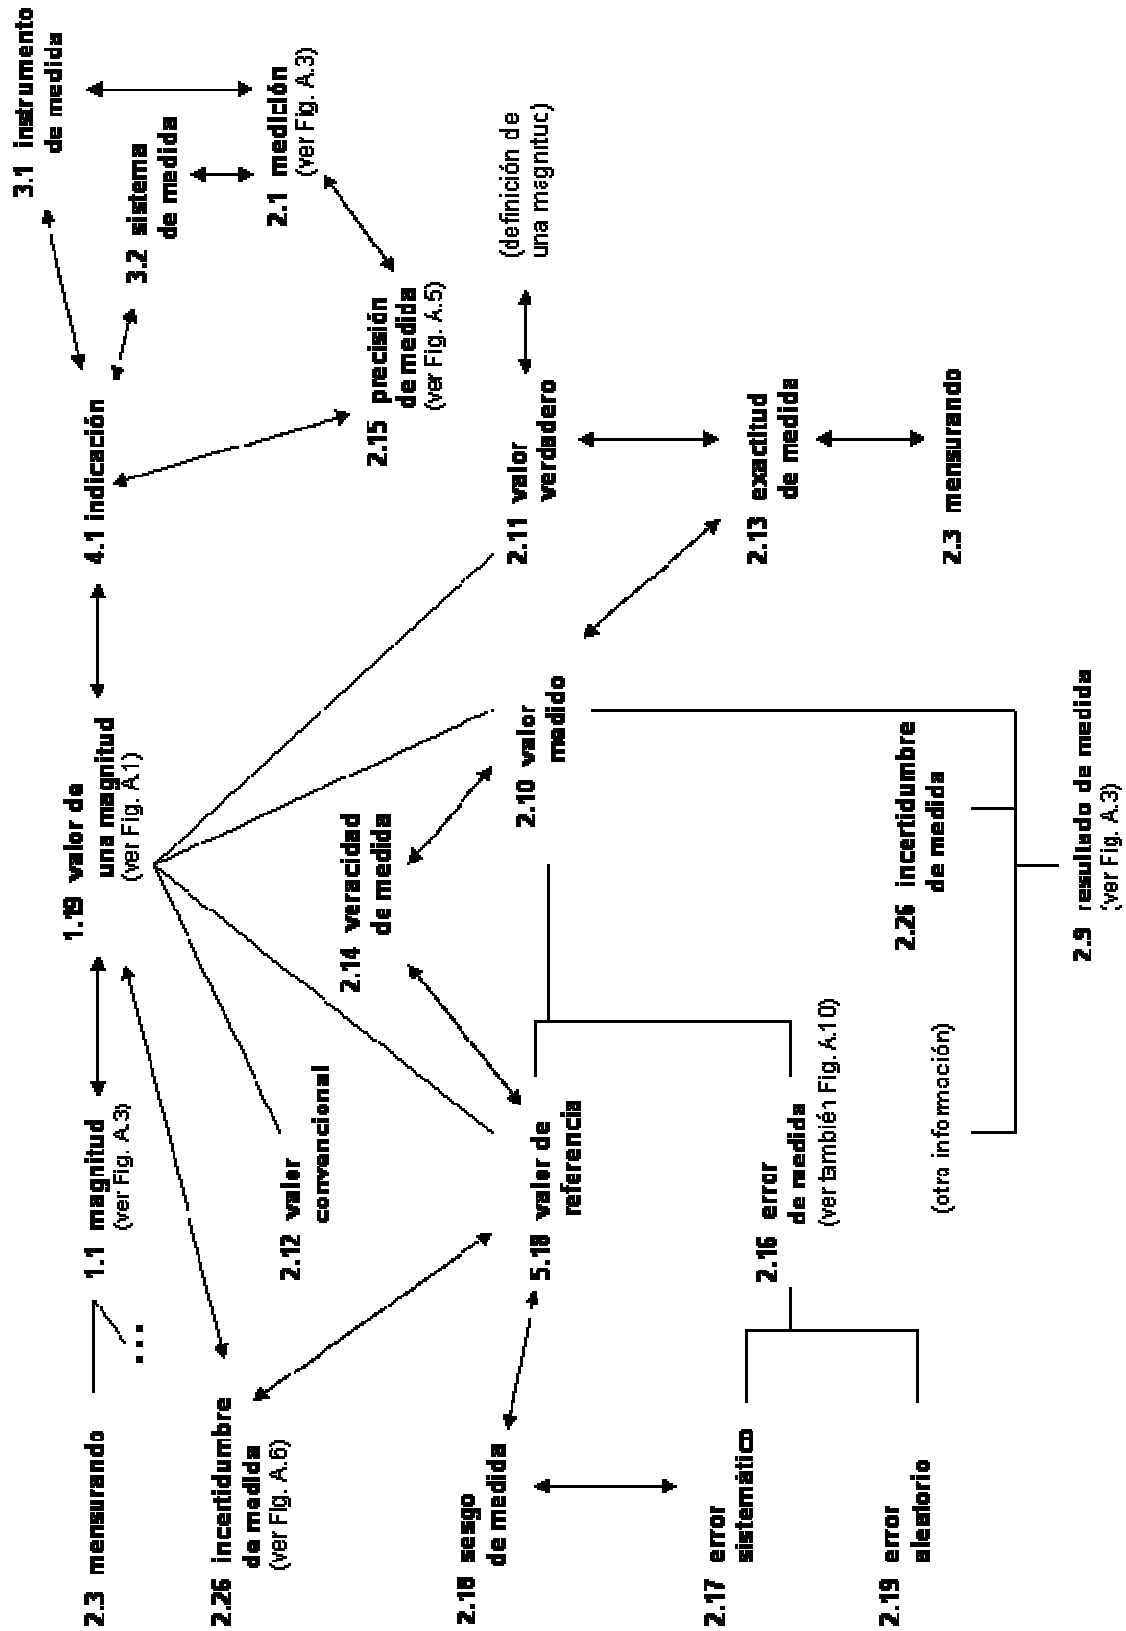 2.3 mensurando
1.1 magnitud
(ver Fig. A.3)
...
1.19 valor de
una magnitud
(ver Fig. A.1)
4.1 indicación
3.1 instrumento
de medida
3.2 sistema
de medida
2.1 medición
(ver Fig. A.3)
2.26 incertidumbre
de medida
(ver Fig. A.6)
2.12 valor
convencional
2.14 veracidad
de medida
2.15 precisión
de medida
(ver Fig. A.5)
2.18 sesgo
de medida
5.18 valor de
referencia
2.10 valor
medido
2.11 valor
verdadero
(definición de
una magnitud)
2.17 error
sistemático
2.16 error
de medida
(ver también Fig. A.10)
2.13 exactitud
de medida
2.19 error
aleatorio
(otra información)
2.26 incertidumbre
de medida
2.3 mensurando
2.9 resultado de medida
(ver Fig. A.3)